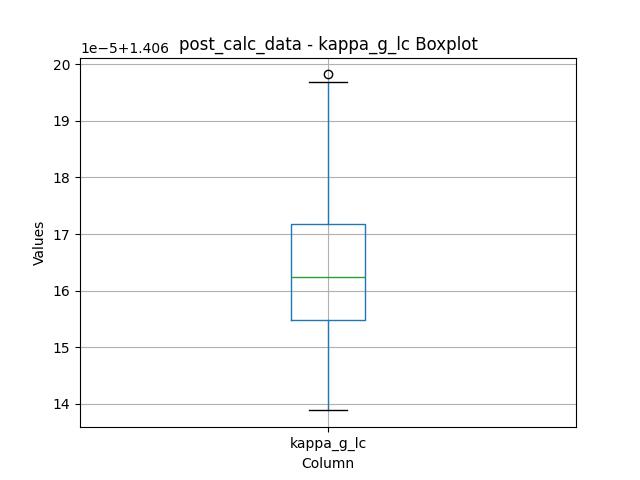 post_calc_data - kappa_g_lc Boxplot
1e−5+1.406
20
19
18
17
16
15
14
Values
kappa_g_lc
Column